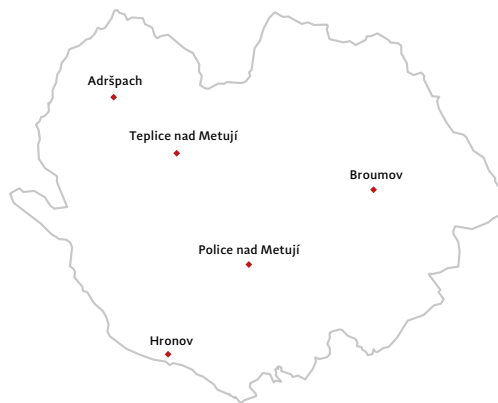 Adršpach
Teplice nad Metují
Broumov
Police nad Metují
Hronov